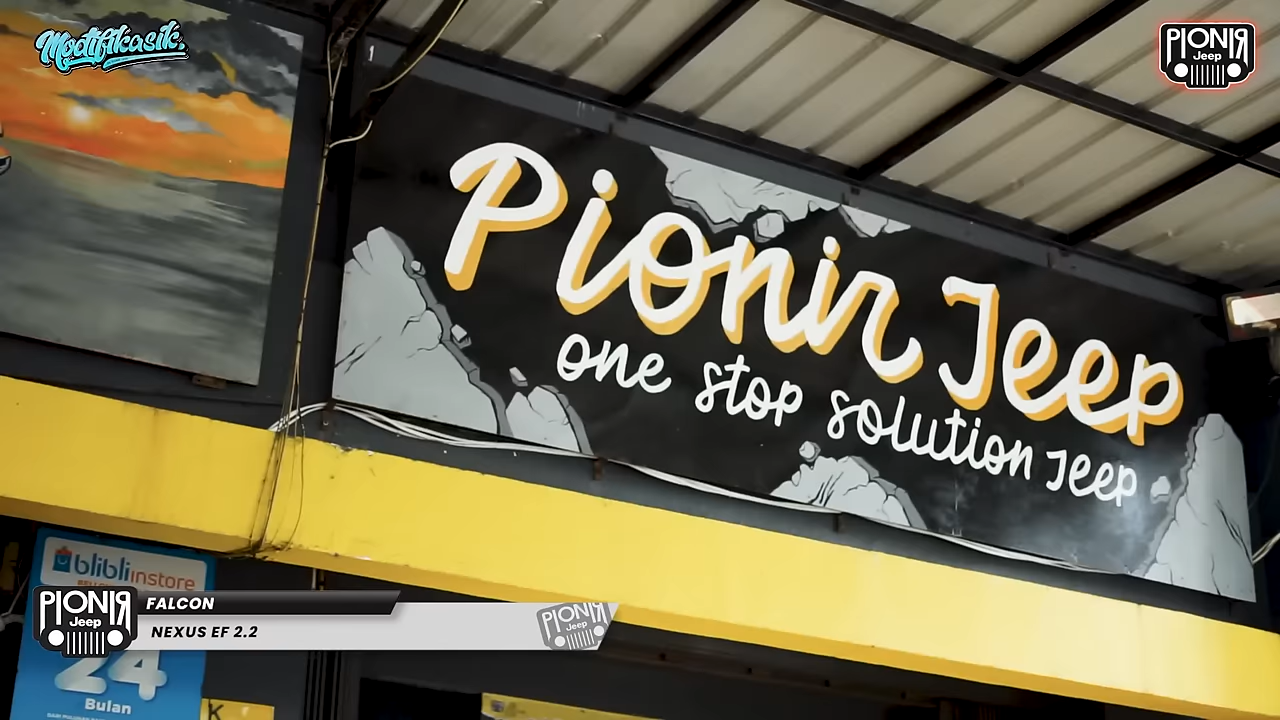 Modifikasik.
PIONIR
Jeep
1
Pionir Jeep
one stop solution Jeep
blibli instore
PIONIR
Jeep
FALCON
NEXUS EF 2.2
PIONIR
Jeep
24
Bulan
K